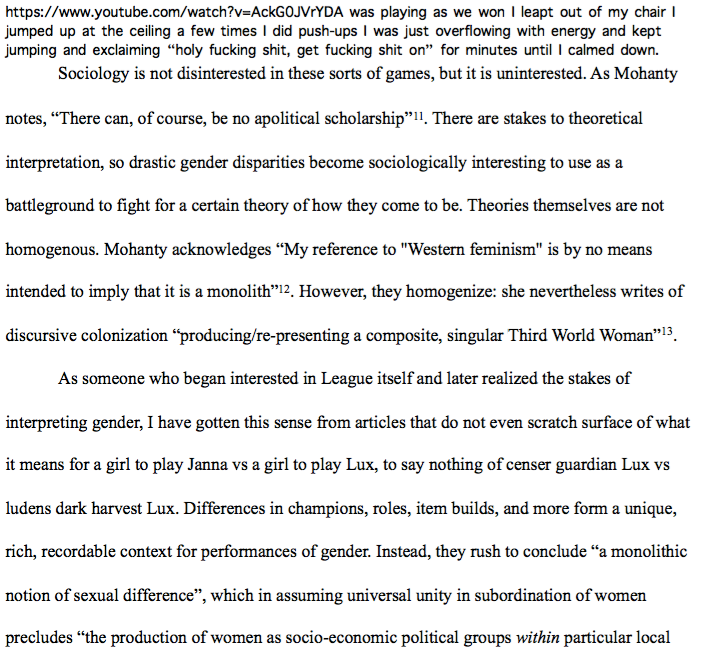 https://www.youtube.com/watch?v=AckG0JVrYDA was playing as we won I leapt out of my chair I
jumped up at the ceiling a few times I did push-ups I was just overflowing with energy and kept
jumping and exclaiming “holy fucking shit, get fucking shit on” for minutes until I calmed down.
Sociology is not disinterested in these sorts of games, but it is uninterested. As Mohanty
notes, “There can, of course, be no apolitical scholarship”11. There are stakes to theoretical
interpretation, so drastic gender disparities become sociologically interesting to use as a
battleground to fight for a certain theory of how they come to be. Theories themselves are not
homogenous. Mohanty acknowledges “My reference to "Western feminism" is by no means
intended to imply that it is a monolith”12. However, they homogenize: she nevertheless writes of
discursive colonization “producing/re-presenting a composite, singular Third World Woman”13.
As someone who began interested in League itself and later realized the stakes of
interpreting gender, I have gotten this sense from articles that do not even scratch surface of what
it means for a girl to play Janna vs a girl to play Lux, to say nothing of censer guardian Lux vs
ludens dark harvest Lux. Differences in champions, roles, item builds, and more form a unique,
rich, recordable context for performances of gender. Instead, they rush to conclude “a monolithic
notion of sexual difference”, which in assuming universal unity in subordination of women
precludes “the production of women as socio-economic political groups within particular local